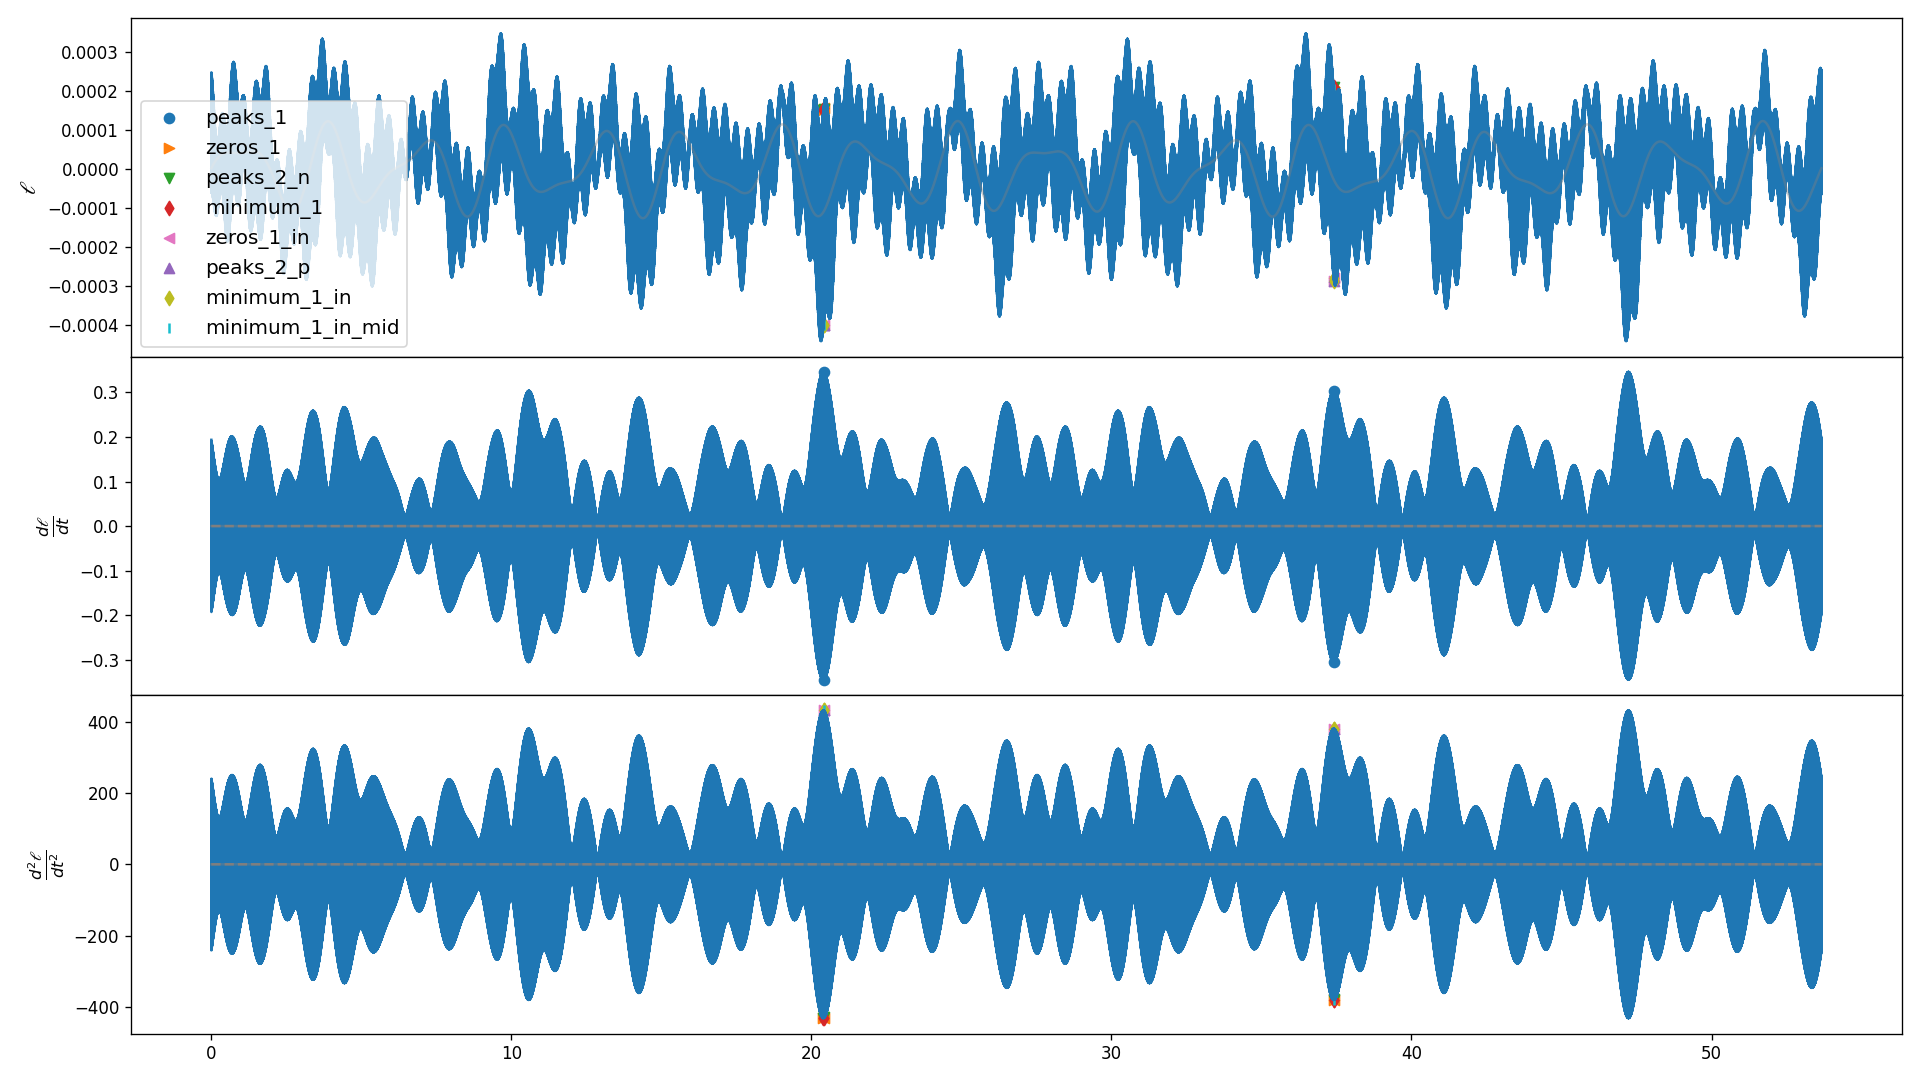 0.0003
0.0002
0.0001
0.0000
−0.0001
−0.0002
−0.0003
−0.0004
ℓ
peaks_1
zeros_1
peaks_2_n
minimum_1
zeros_1_in
peaks_2_p
minimum_1_in
minimum_1_in_mid
0.3
0.2
0.1
0.0
−0.1
−0.2
−0.3
dℓ
dt
400
200
0
−200
−400
d²ℓ
dt²
0 10 20 30 40 50